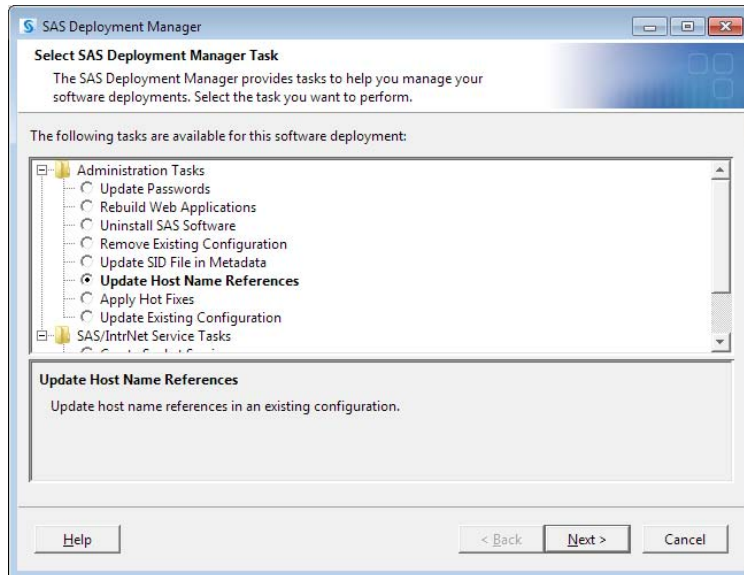 SAS Deployment Manager
Select SAS Deployment Manager Task
The SAS Deployment Manager provides tasks to help you manage your
software deployments. Select the task you want to perform.
The following tasks are available for this software deployment:
Administration Tasks
Update Passwords
Rebuild Web Applications
Uninstall SAS Software
Remove Existing Configuration
Update SID File in Metadata
Update Host Name References
Apply Hot Fixes
Update Existing Configuration
SAS/IntrNet Service Tasks
Update Host Name References
Update host name references in an existing configuration.
Help
< Back
Next >
Cancel